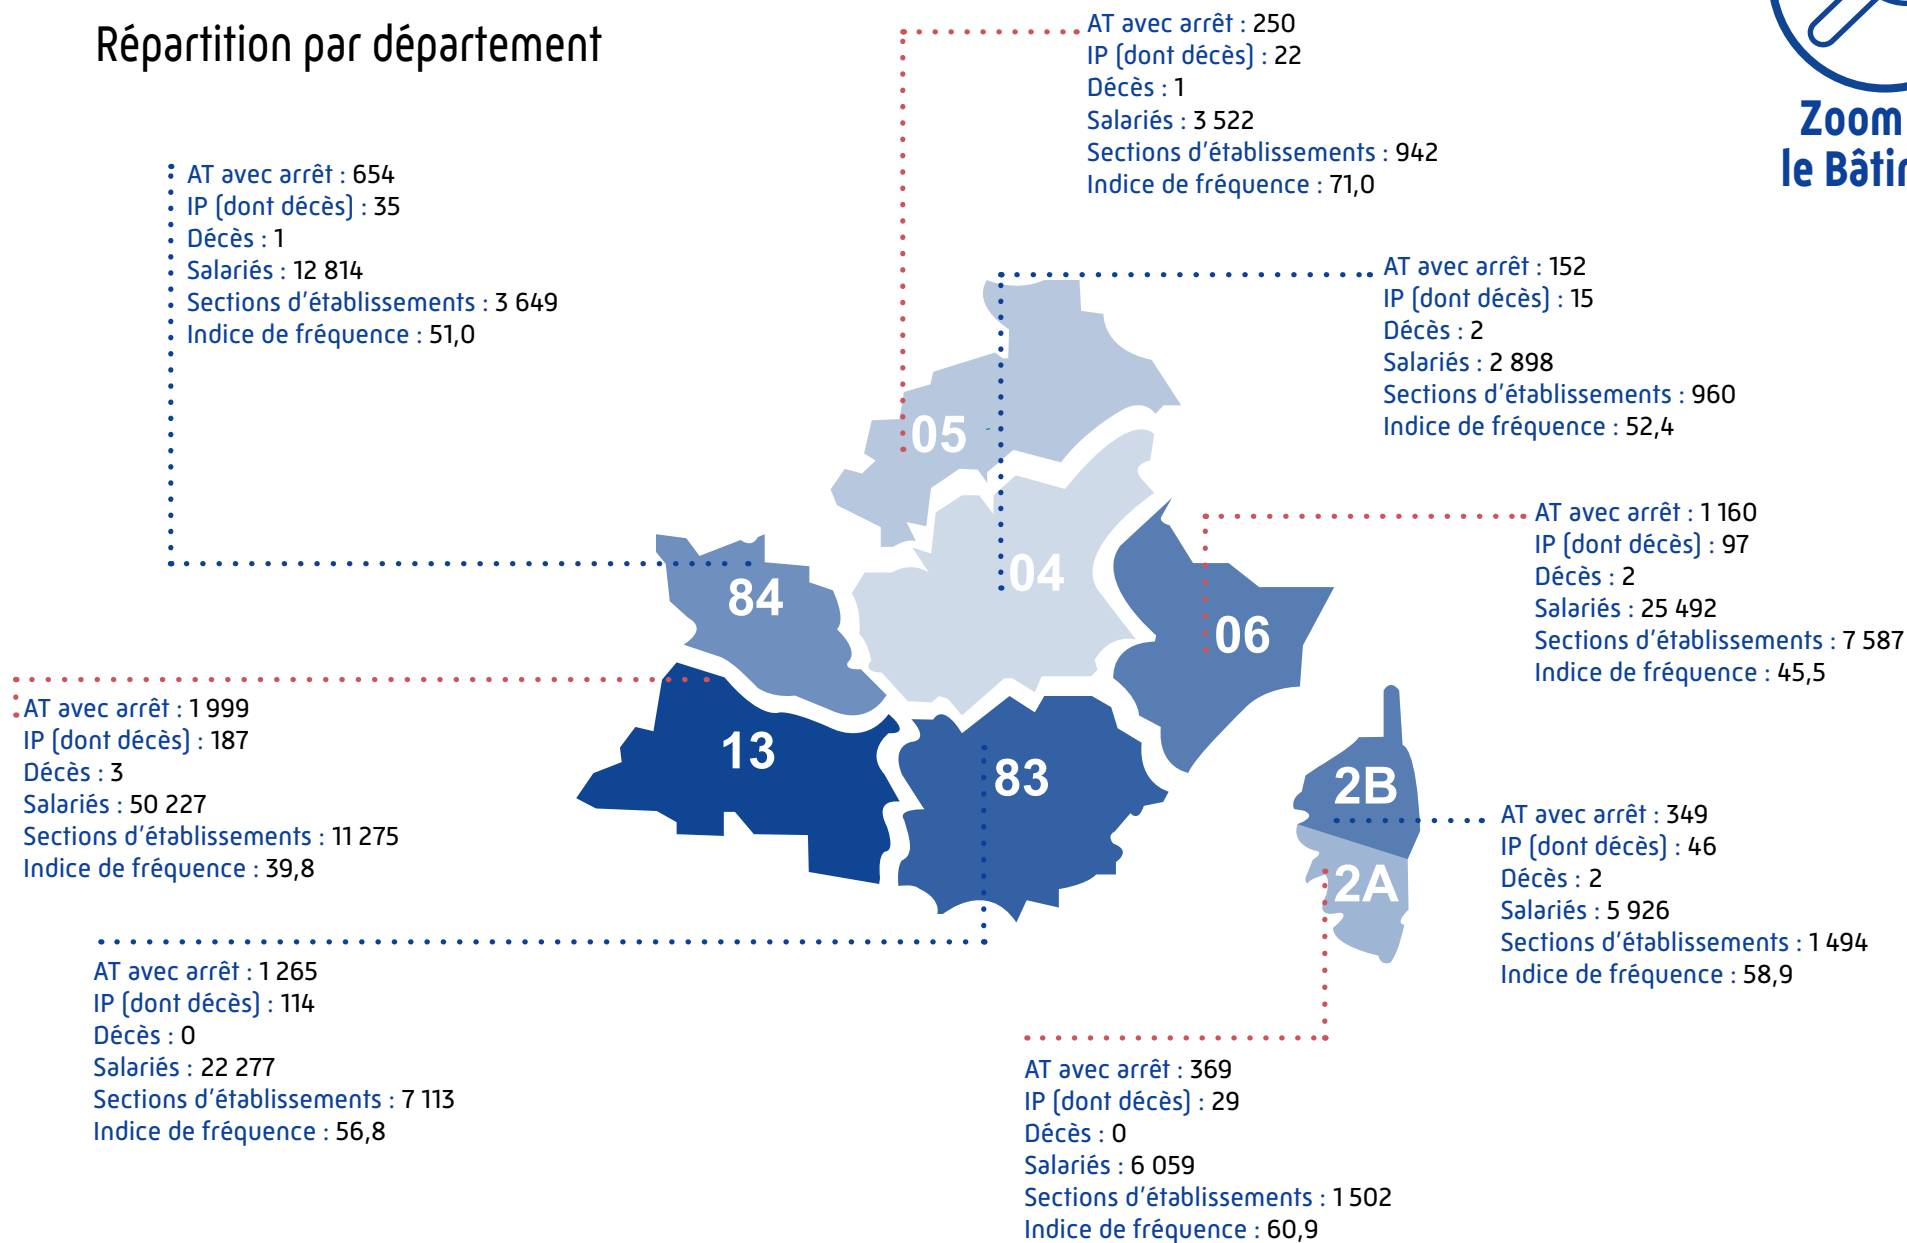 Répartition par département
AT avec arrêt : 250
IP (dont décès) : 22
Décès : 1
Salariés : 3 522
Sections d'établissements : 942
Indice de fréquence : 71,0
Zoom
le Bâtir
AT avec arrêt : 654
IP (dont décès) : 35
Décès : 1
Salariés : 12 814
Sections d'établissements : 3 649
Indice de fréquence : 51,0
AT avec arrêt : 152
IP (dont décès) : 15
Décès : 2
Salariés : 2 898
Sections d'établissements : 960
Indice de fréquence : 52,4
05
04
84
06
AT avec arrêt : 1 160
IP (dont décès) : 97
Décès : 2
Salariés : 25 492
Sections d'établissements : 7 587
Indice de fréquence : 45,5
AT avec arrêt : 1 999
IP (dont décès) : 187
Décès : 3
Salariés : 50 227
Sections d'établissements : 11 275
Indice de fréquence : 39,8
13
83
2B
2A
AT avec arrêt : 349
IP (dont décès) : 46
Décès : 2
Salariés : 5 926
Sections d'établissements : 1 494
Indice de fréquence : 58,9
AT avec arrêt : 1 265
IP (dont décès) : 114
Décès : 0
Salariés : 22 277
Sections d'établissements : 7 113
Indice de fréquence : 56,8
AT avec arrêt : 369
IP (dont décès) : 29
Décès : 0
Salariés : 6 059
Sections d'établissements : 1 502
Indice de fréquence : 60,9